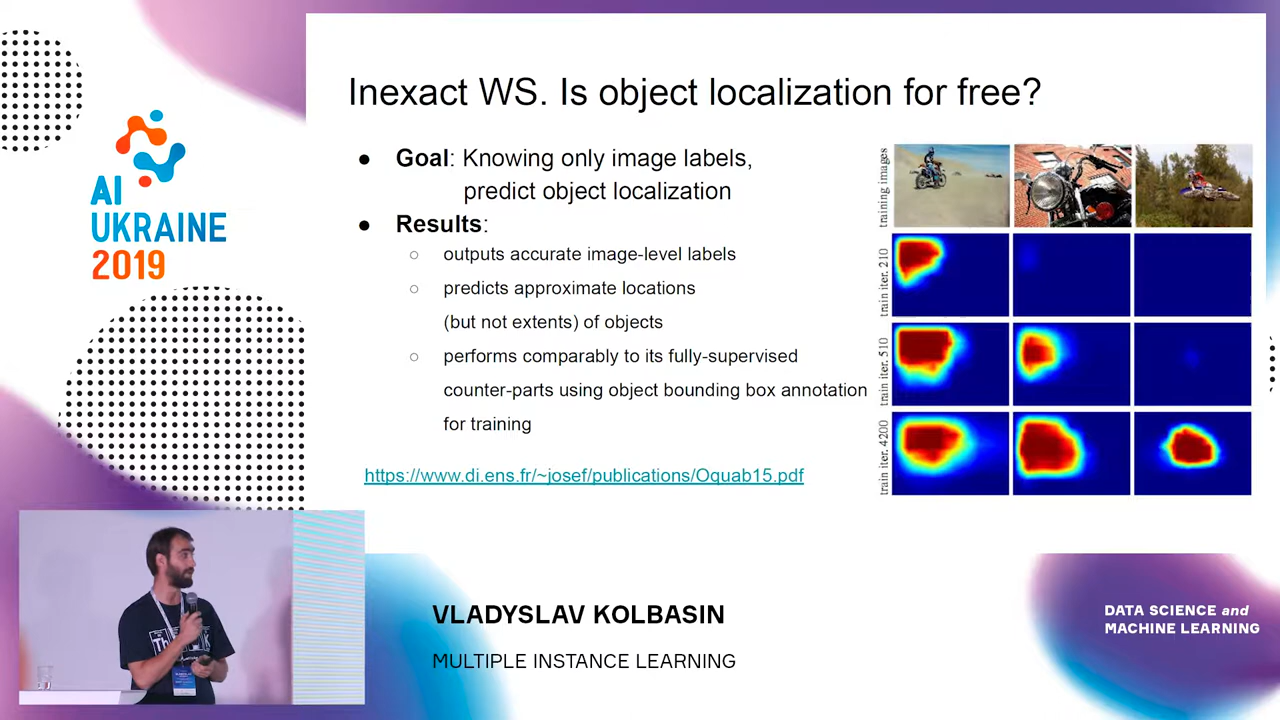 AI
UKRAINE
2019
Inexact WS. Is object localization for free?
● Goal: Knowing only image labels,
predict object localization
● Results:
○ outputs accurate image-level labels
○ predicts approximate locations
(but not extents) of objects
○ performs comparably to its fully-supervised
counter-parts using object bounding box annotation
for training
https://www.di.ens.fr/~josef/publications/Oquab15.pdf
training images
train iter. 210
train iter. 510
train iter. 4200
VLADYSLAV KOLBASIN
MULTIPLE INSTANCE LEARNING
DATA SCIENCE and
MACHINE LEARNING